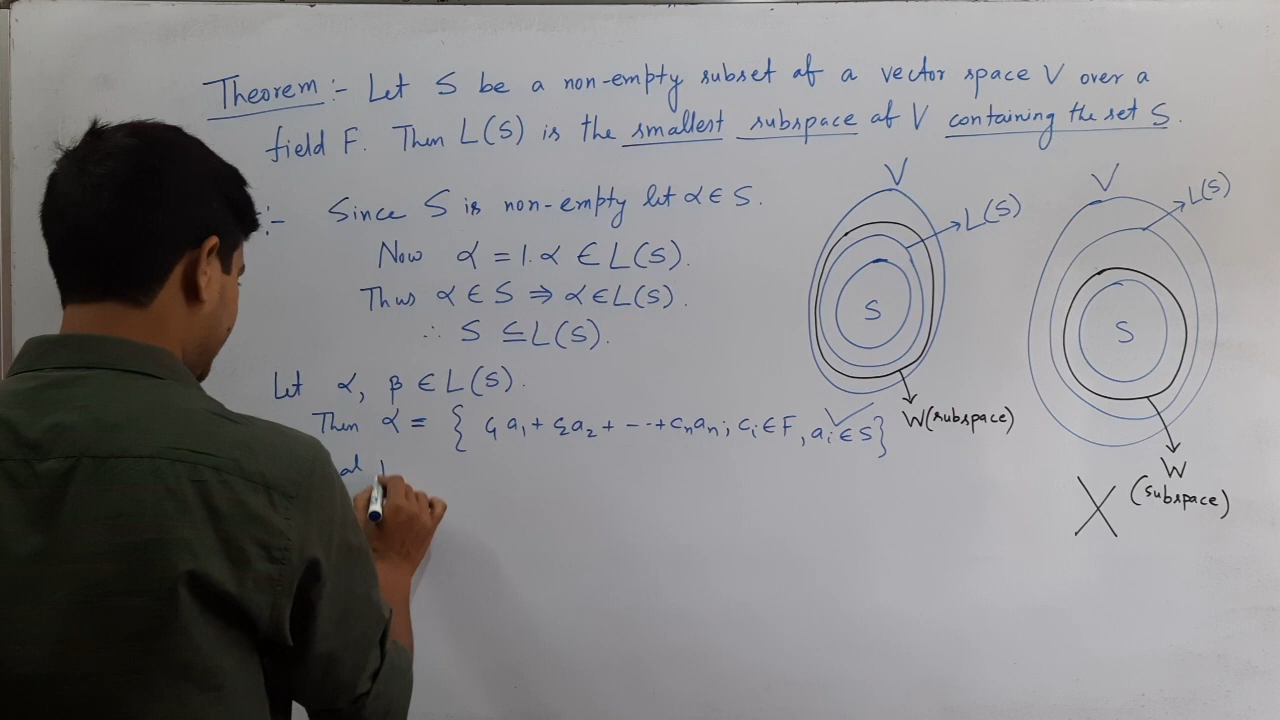 Theorem :- Let S be a non-empty subset of a vector space V over a
field F. Then L(S) is the smallest subspace of V containing the set S.
:- Since S is non-empty let α ∈ S.
Now α = 1.α ∈ L(S).
Thus α ∈ S ⇒ α ∈ L(S).
∴ S ⊆ L(S).
Let α, β ∈ L(S).
Then α = { c₁a₁ + c₂a₂ + --- + cₙaₙ ; cᵢ ∈ F, aᵢ ∈ S}
V
L(S)
S
W(subspace)
V
L(S)
S
W
(subspace)